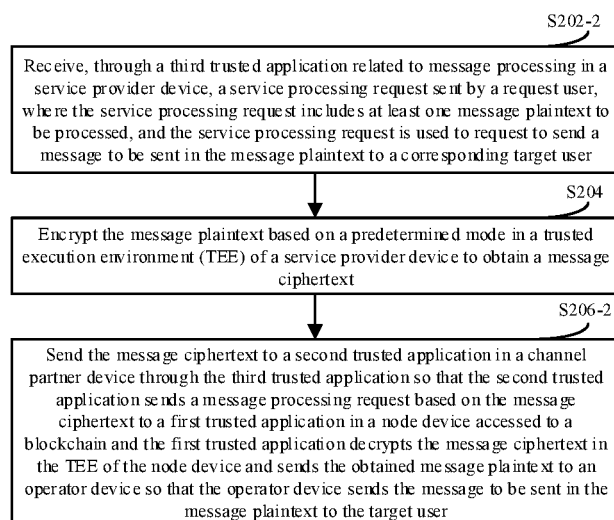 S202-2
Receive, through a third trusted application related to message processing in a
service provider device, a service processing request sent by a request user,
where the service processing request includes at least one message plaintext to
be processed, and the service processing request is used to request to send a
message to be sent in the message plaintext to a corresponding target user
S204
Encrypt the message plaintext based on a predetermined mode in a trusted
execution environment (TEE) of a service provider device to obtain a message
ciphertext
S206-2
Send the message ciphertext to a second trusted application in a channel
partner device through the third trusted application so that the second trusted
application sends a message processing request based on the message
ciphertext to a first trusted application in a node device accessed to a
blockchain and the first trusted application decrypts the message ciphertext in
the TEE of the node device and sends the obtained message plaintext to an
operator device so that the operator device sends the message to be sent in the
message plaintext to the target user